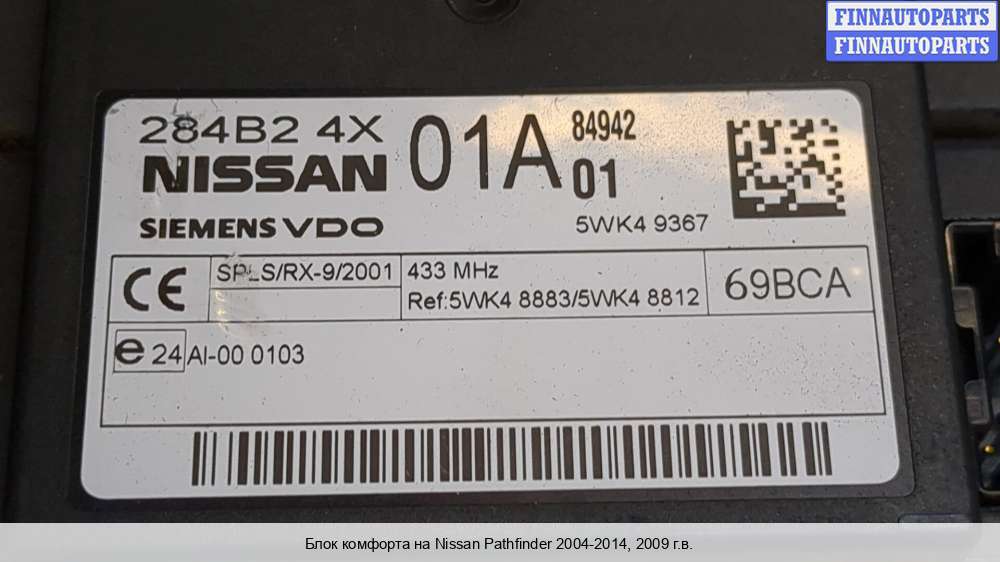 FINNAUTOPARTS
FINNAUTOPARTS
284B2 4X
NISSAN
01A
84942
01
SIEMENS VDO
5WK4 9367
CE
SPLS/RX-9/2001
433 MHz
Ref:5WK4 8883/5WK4 8812
69BCA
e 24 AI-00 0103
Блок комфорта на Nissan Pathfinder 2004-2014, 2009 г.в.